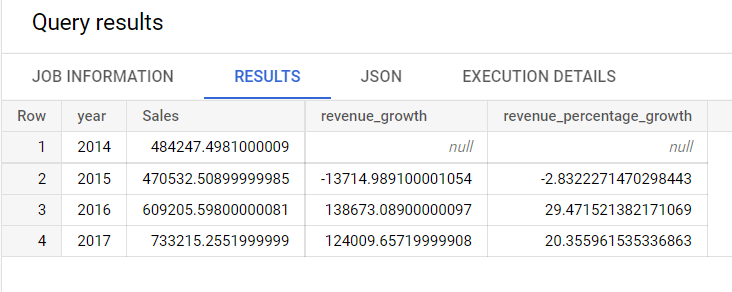 Query results
JOB INFORMATION RESULTS JSON EXECUTION DETAILS
Row year Sales revenue_growth revenue_percentage_growth
1 2014 484247.4981000009 null null
2 2015 470532.50899999985 -13714.989100001054 -2.8322271470298443
3 2016 609205.59800000081 138673.08900000097 29.471521382171069
4 2017 733215.2551999999 124009.65719999908 20.355961535336863